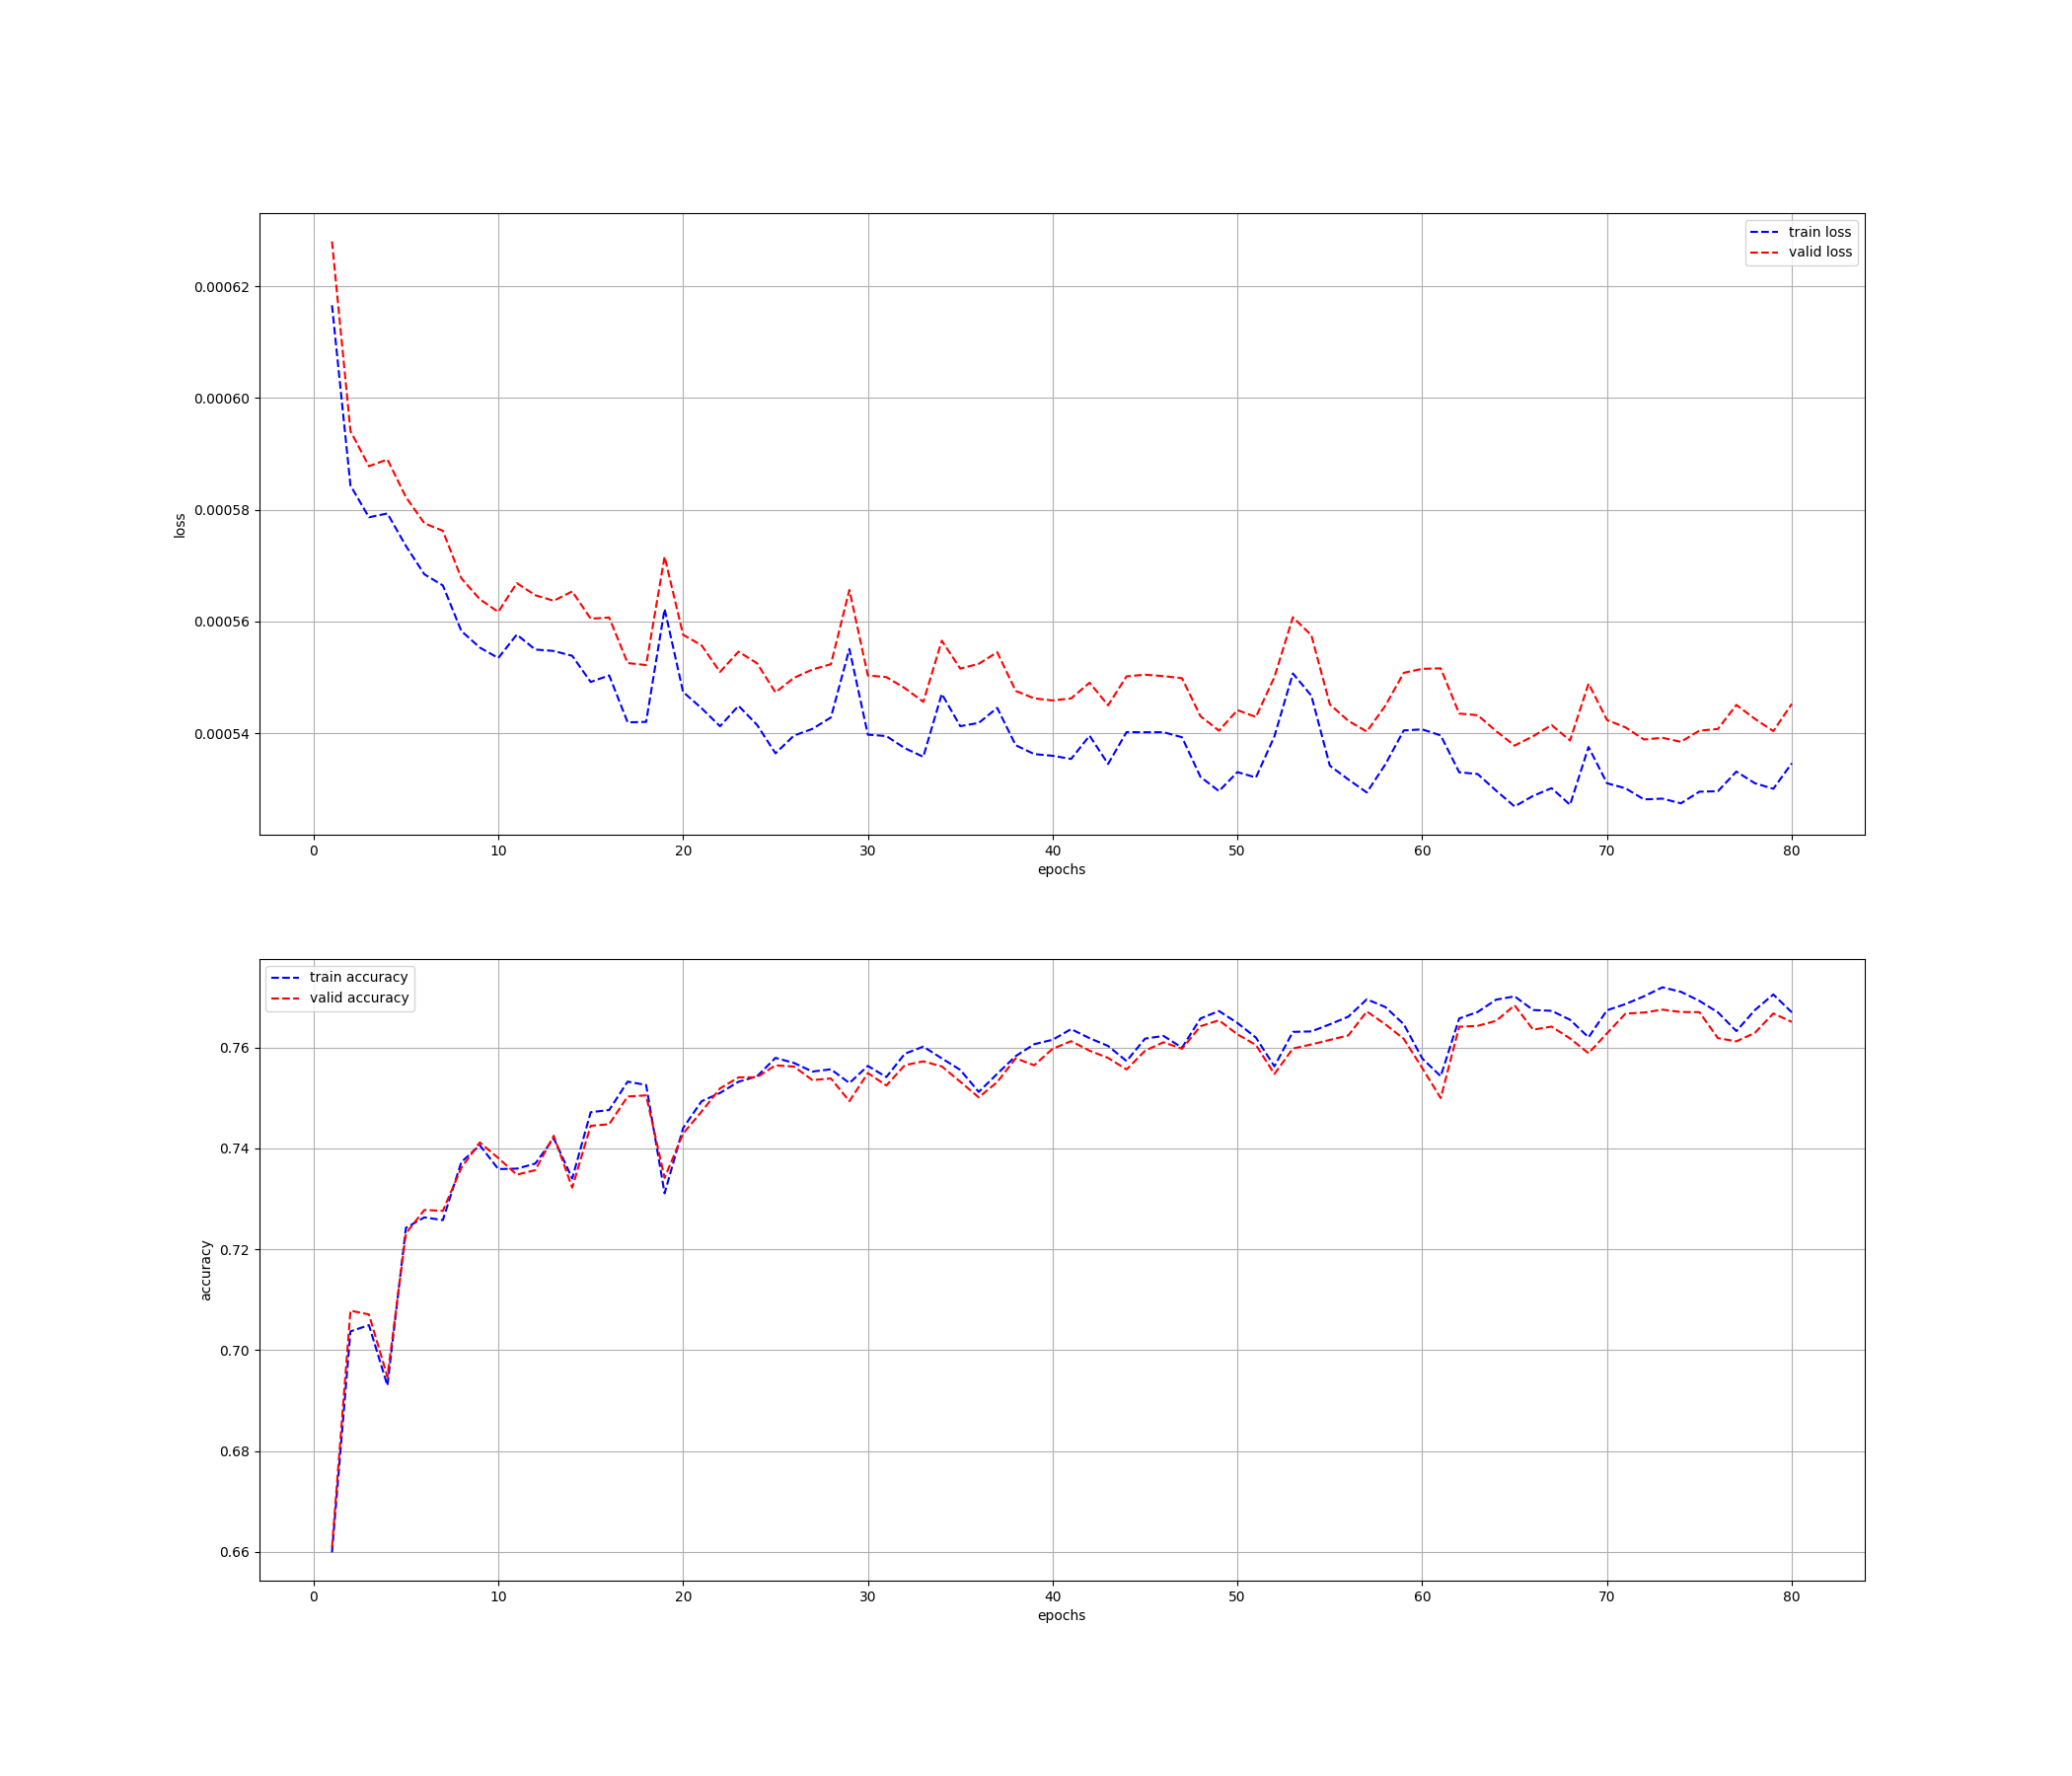 train loss
valid loss
0.00062
0.00060
0.00058
0.00056
0.00054
loss
0 10 20 30 40 50 60 70 80
epochs
train accuracy
valid accuracy
0.76
0.74
0.72
0.70
0.68
0.66
accuracy
0 10 20 30 40 50 60 70 80
epochs